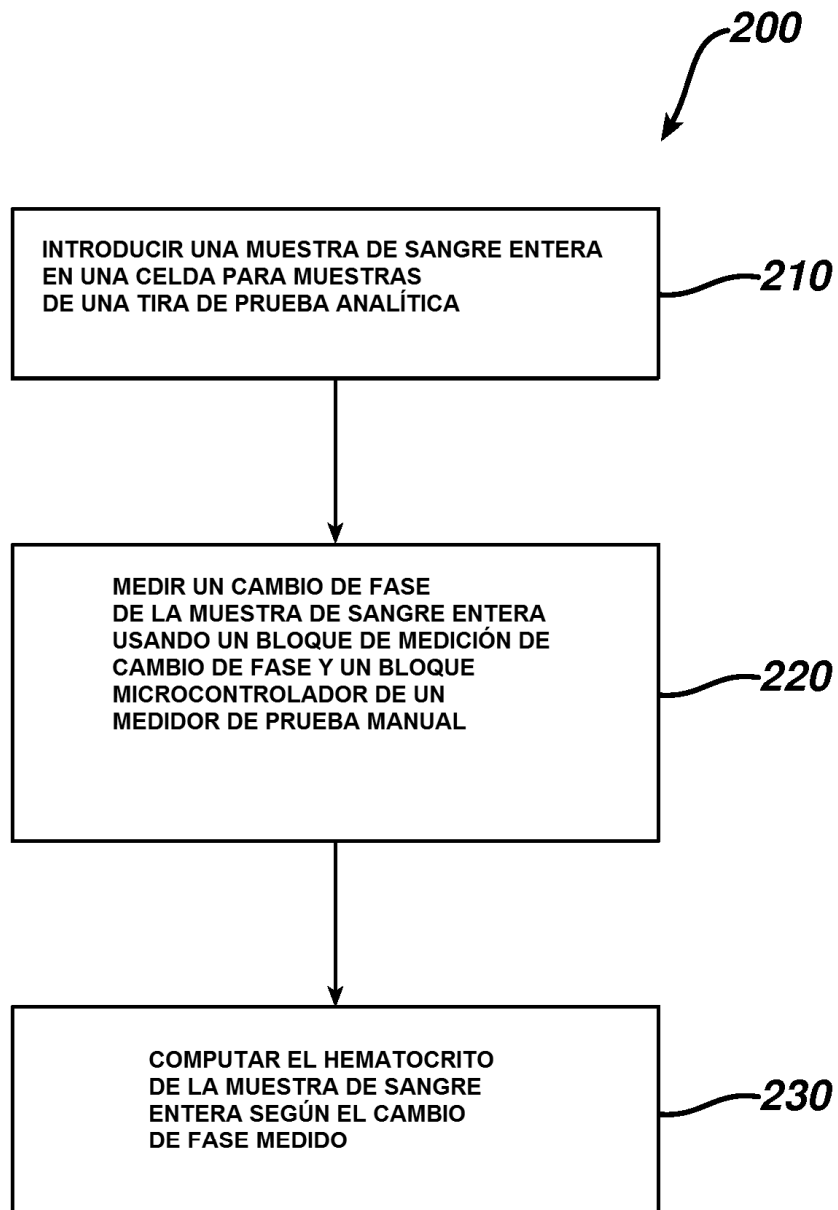 200
INTRODUCIR UNA MUESTRA DE SANGRE ENTERA
EN UNA CELDA PARA MUESTRAS
DE UNA TIRA DE PRUEBA ANALÍTICA
210
MEDIR UN CAMBIO DE FASE
DE LA MUESTRA DE SANGRE ENTERA
USANDO UN BLOQUE DE MEDICIÓN DE
CAMBIO DE FASE Y UN BLOQUE
MICROCONTROLADOR DE UN
MEDIDOR DE PRUEBA MANUAL
220
COMPUTAR EL HEMATOCRITO
DE LA MUESTRA DE SANGRE
ENTERA SEGÚN EL CAMBIO
DE FASE MEDIDO
230